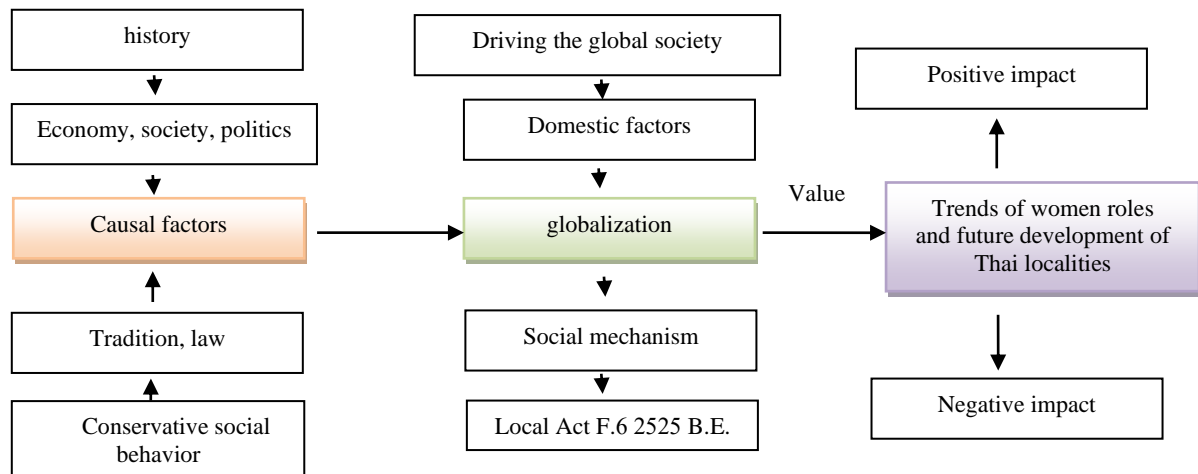 history
Economy, society, politics
Causal factors
Tradition, law
Conservative social
behavior
Driving the global society
Domestic factors
globalization
Social mechanism
Local Act F.6 2525 B.E.
Value
Positive impact
Trends of women roles
and future development of
Thai localities
Negative impact